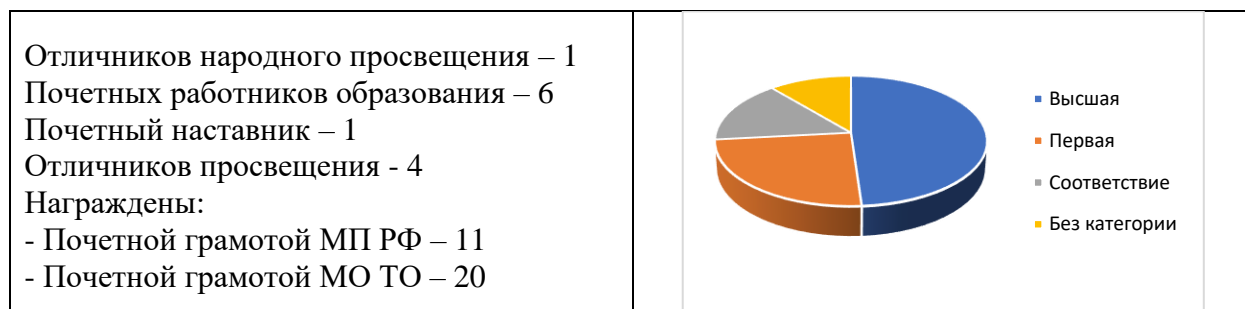 Отличников народного просвещения – 1
Почетных работников образования – 6
Почетный наставник – 1
Отличников просвещения - 4
Награждены:
- Почетной грамотой МП РФ – 11
- Почетной грамотой МО ТО – 20
Высшая
Первая
Соответствие
Без категории